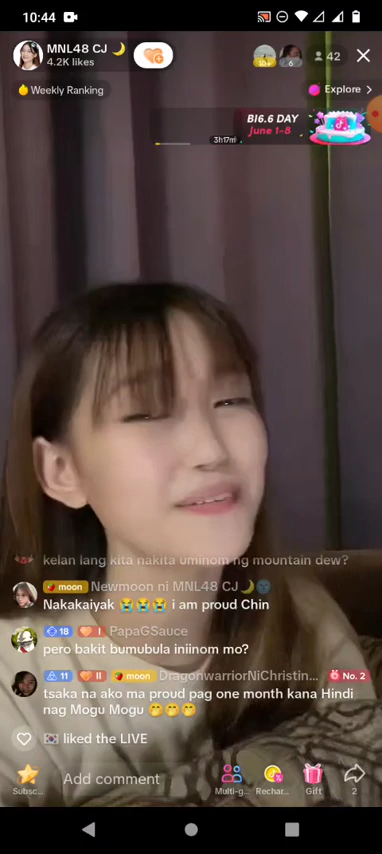 10:44
MNL48 CJ 🌙
4.2K likes
10+
6
42
Weekly Ranking
Explore >
BI6.6 DAY
June 1-8
3h17m
kelan lang kita nakita uminom ng mountain dew?
moon Newmoon ni MNL48 CJ🌙🌚
Nakakaiyak 😭😭😭 i am proud Chin
18 I PapaGSauce
pero bakit bumubula iniinom mo?
11 II moon DragonwarriorNiChristin... No. 2
tsaka na ako ma proud pag one month kana Hindi
nag Mogu Mogu 🤭🤭🤭
🇰🇷 liked the LIVE
Add comment
Subsc...
Multi-g...
Rechar...
Gift
2